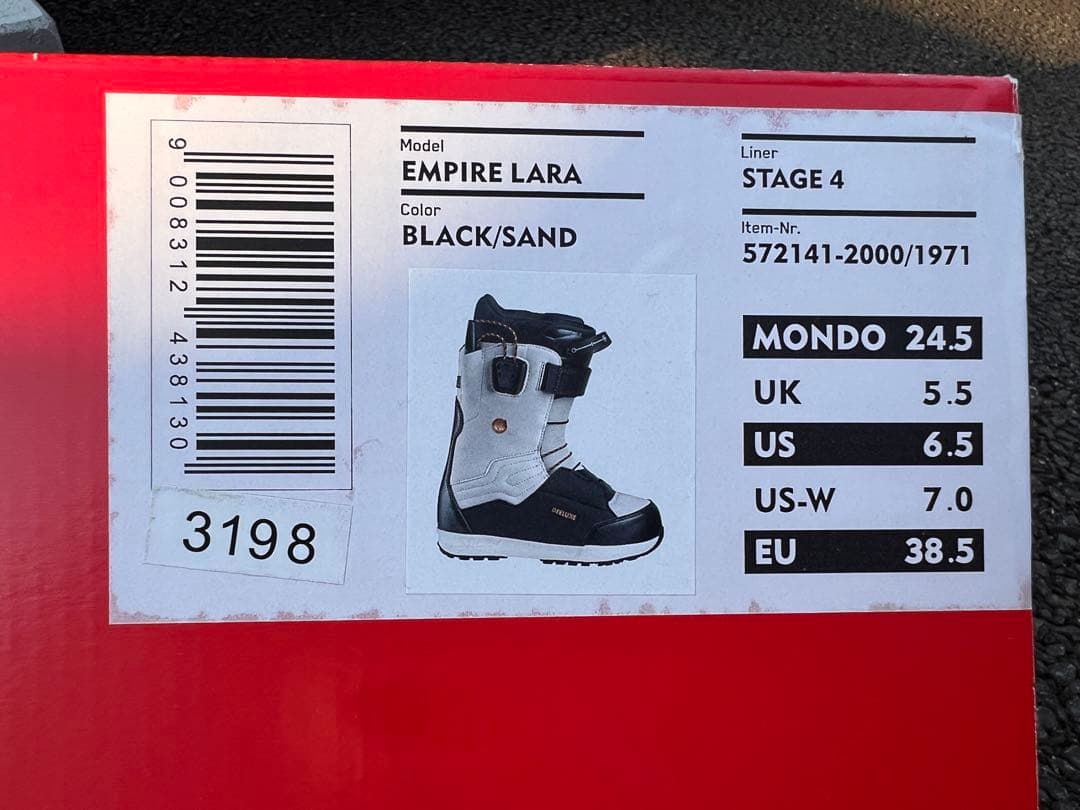 9 008312 438130
3198
Model
EMPIRE LARA
Color
BLACK/SAND
DEELUXE
Liner
STAGE 4
Item-Nr.
572141-2000/1971
MONDO 24.5
UK 5.5
US 6.5
US-W 7.0
EU 38.5